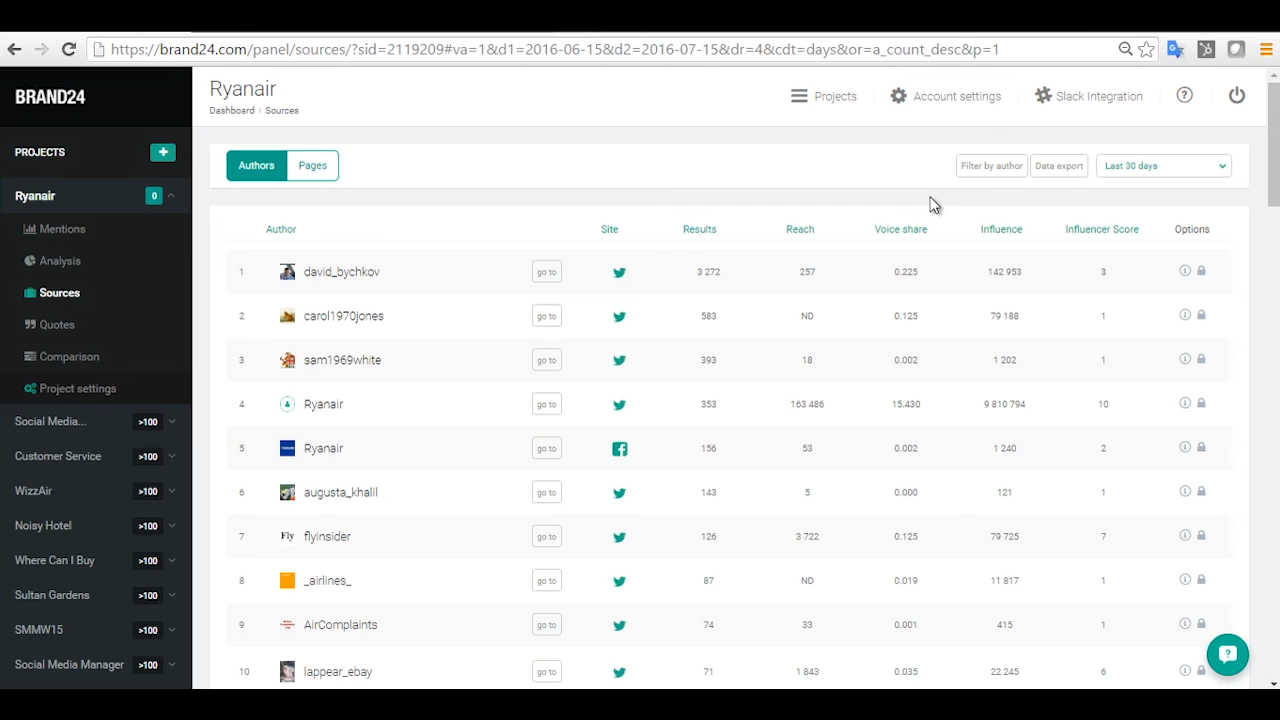 https://brand24.com/panel/sources/?sid=2119209#va=1&d1=2016-06-15&d2=2016-07-15&dr=4&cdt=days&or=a_count_desc&p=1
BRAND24
Ryanair
Dashboard › Sources
Projects
Account settings
Slack Integration
PROJECTS
Ryanair 0
Mentions
Analysis
Sources
Quotes
Comparison
Project settings
Social Media... >100
Customer Service >100
WizzAir >100
Noisy Hotel >100
Where Can I Buy >100
Sultan Gardens >100
SMMW15 >100
Social Media Manager >100
Authors Pages
Filter by author Data export Last 30 days
Author Site Results Reach Voice share Influence Influencer Score Options
1 david_bychkov go to 3 272 257 0.225 142 953 3
2 carol1970jones go to 583 ND 0.125 79 188 1
3 sam1969white go to 393 18 0.002 1 202 1
4 Ryanair go to 353 163 486 15.430 9 810 794 10
5 Ryanair go to 156 53 0.002 1 240 2
6 augusta_khalil go to 143 5 0.000 121 1
7 Fly flyinsider go to 126 3 722 0.125 79 725 7
8 _airlines_ go to 87 ND 0.019 11 817 1
9 AirComplaints go to 74 33 0.001 415 1
10 lappear_ebay go to 71 1 843 0.035 22 245 6